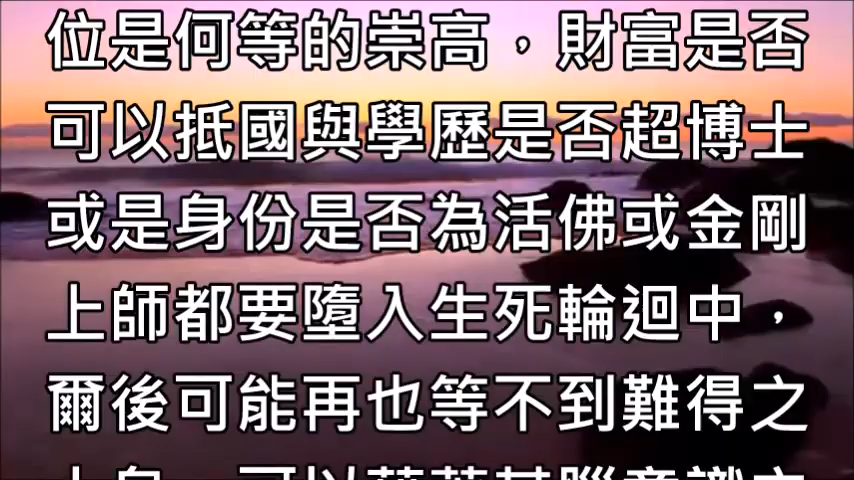 位是何等的崇高，財富是否
可以抵國與學歷是否超博士
或是身份是否為活佛或金剛
上師都要墮入生死輪迴中，
爾後可能再也等不到難得之